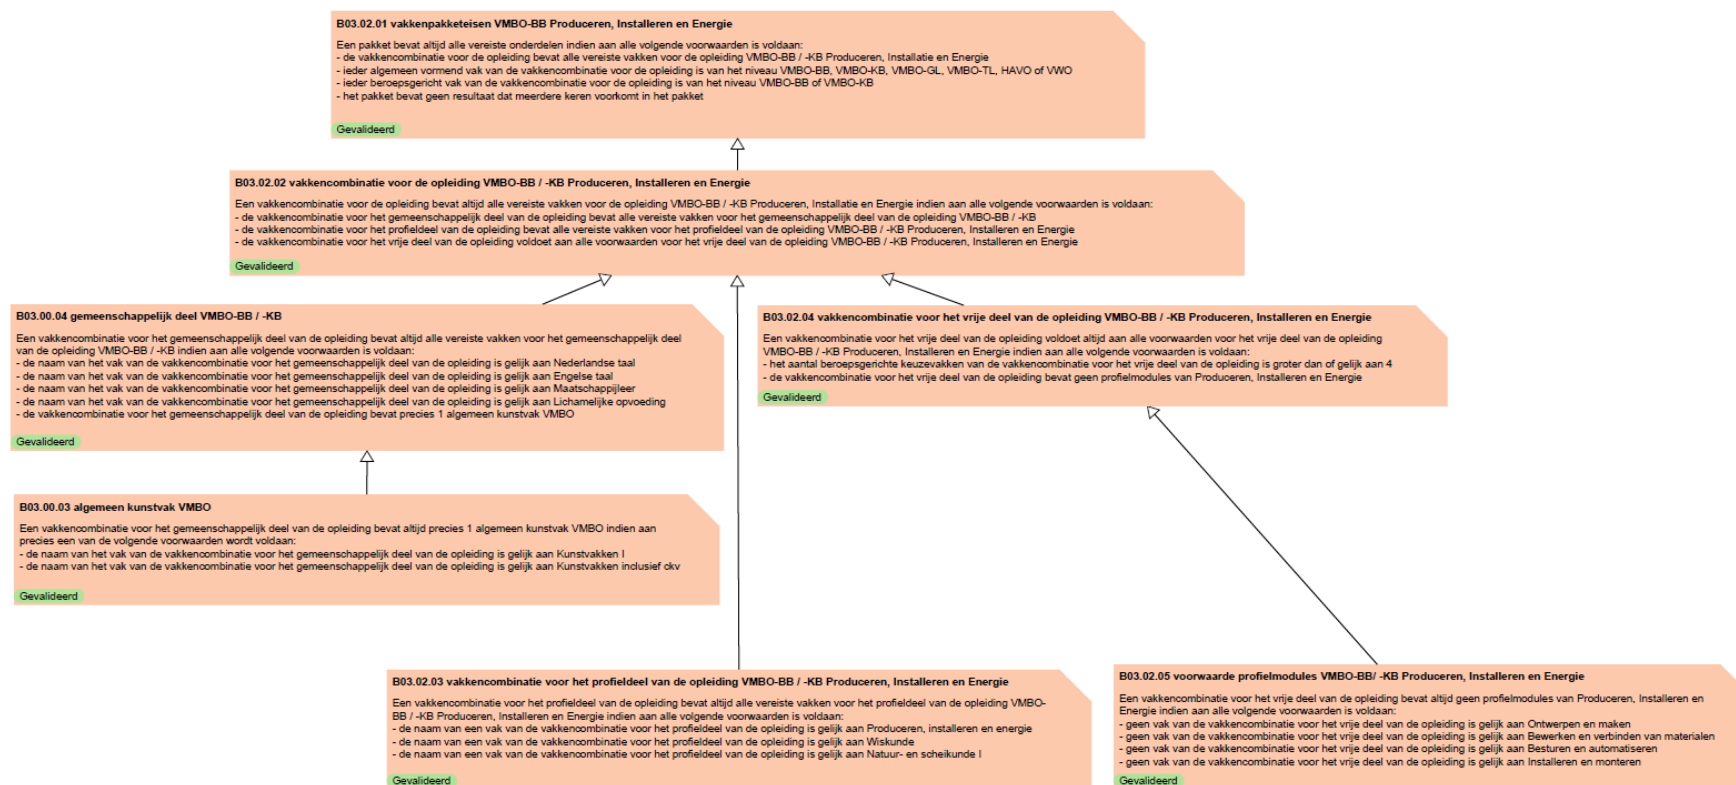 B03.02.01 vakkenpakketeisen VMBO-BB Produceren, Installeren en Energie
Een pakket bevat altijd alle vereiste onderdelen indien aan alle volgende voorwaarden is voldaan:
- de vakkencombinatie voor de opleiding bevat alle vereiste vakken voor de opleiding VMBO-BB / -KB Produceren, Installatie en Energie
- ieder algemeen vormend vak van de vakkencombinatie voor de opleiding is van het niveau VMBO-BB, VMBO-KB, VMBO-GL, VMBO-TL, HAVO of VWO
- ieder beroepsgericht vak van de vakkencombinatie voor de opleiding is van het niveau VMBO-BB of VMBO-KB
- het pakket bevat geen resultaat dat meerdere keren voorkomt in het pakket
Gevalideerd
B03.02.02 vakkencombinatie voor de opleiding VMBO-BB / -KB Produceren, Installeren en Energie
Een vakkencombinatie voor de opleiding bevat altijd alle vereiste vakken voor de opleiding VMBO-BB / -KB Produceren, Installatie en Energie indien aan alle volgende voorwaarden is voldaan:
- de vakkencombinatie voor het gemeenschappelijk deel van de opleiding bevat alle vereiste vakken voor het gemeenschappelijk deel van de opleiding VMBO-BB / -KB
- de vakkencombinatie voor het profieldeel van de opleiding bevat alle vereiste vakken voor het profieldeel van de opleiding VMBO-BB / -KB Produceren, Installeren en Energie
- de vakkencombinatie voor het vrije deel van de opleiding voldoet aan alle voorwaarden voor het vrije deel van de opleiding VMBO-BB / -KB Produceren, Installeren en Energie
Gevalideerd
B03.00.04 gemeenschappelijk deel VMBO-BB / -KB
Een vakkencombinatie voor het gemeenschappelijk deel van de opleiding bevat altijd alle vereiste vakken voor het gemeenschappelijk deel
van de opleiding VMBO-BB / -KB indien aan alle volgende voorwaarden is voldaan:
- de naam van het vak van de vakkencombinatie voor het gemeenschappelijk deel van de opleiding is gelijk aan Nederlandse taal
- de naam van het vak van de vakkencombinatie voor het gemeenschappelijk deel van de opleiding is gelijk aan Engelse taal
- de naam van het vak van de vakkencombinatie voor het gemeenschappelijk deel van de opleiding is gelijk aan Maatschappijleer
- de naam van het vak van de vakkencombinatie voor het gemeenschappelijk deel van de opleiding is gelijk aan Lichamelijke opvoeding
- de vakkencombinatie voor het gemeenschappelijk deel van de opleiding bevat precies 1 algemeen kunstvak VMBO
Gevalideerd
B03.02.04 vakkencombinatie voor het vrije deel van de opleiding VMBO-BB / -KB Produceren, Installeren en Energie
Een vakkencombinatie voor het vrije deel van de opleiding voldoet altijd aan alle voorwaarden voor het vrije deel van de opleiding
VMBO-BB / -KB Produceren, Installeren en Energie indien aan alle volgende voorwaarden is voldaan:
- het aantal beroepsgerichte keuzevakken van de vakkencombinatie voor het vrije deel van de opleiding is groter dan of gelijk aan 4
- de vakkencombinatie voor het vrije deel van de opleiding bevat geen profielmodules van Produceren, Installeren en Energie
Gevalideerd
B03.00.03 algemeen kunstvak VMBO
Een vakkencombinatie voor het gemeenschappelijk deel van de opleiding bevat altijd precies 1 algemeen kunstvak VMBO indien aan
precies een van de volgende voorwaarden wordt voldaan:
- de naam van het vak van de vakkencombinatie voor het gemeenschappelijk deel van de opleiding is gelijk aan Kunstvakken I
- de naam van het vak van de vakkencombinatie voor het gemeenschappelijk deel van de opleiding is gelijk aan Kunstvakken inclusief ckv
Gevalideerd
B03.02.03 vakkencombinatie voor het profieldeel van de opleiding VMBO-BB / -KB Produceren, Installeren en Energie
Een vakkencombinatie voor het profieldeel van de opleiding bevat altijd alle vereiste vakken voor het profieldeel van de opleiding VMBO-
BB / -KB Produceren, Installeren en Energie indien aan alle volgende voorwaarden is voldaan:
- de naam van een vak van de vakkencombinatie voor het profieldeel van de opleiding is gelijk aan Produceren, installeren en energie
- de naam van een vak van de vakkencombinatie voor het profieldeel van de opleiding is gelijk aan Wiskunde
- de naam van een vak van de vakkencombinatie voor het profieldeel van de opleiding is gelijk aan Natuur- en scheikunde I
Gevalideerd
B03.02.05 voorwaarde profielmodules VMBO-BB/ -KB Produceren, Installeren en Energie
Een vakkencombinatie voor het vrije deel van de opleiding bevat altijd geen profielmodules van Produceren, Installeren en
Energie indien aan alle volgende voorwaarden is voldaan:
- geen vak van de vakkencombinatie voor het vrije deel van de opleiding is gelijk aan Ontwerpen en maken
- geen vak van de vakkencombinatie voor het vrije deel van de opleiding is gelijk aan Bewerken en verbinden van materialen
- geen vak van de vakkencombinatie voor het vrije deel van de opleiding is gelijk aan Besturen en automatiseren
- geen vak van de vakkencombinatie voor het vrije deel van de opleiding is gelijk aan Installeren en monteren
Gevalideerd